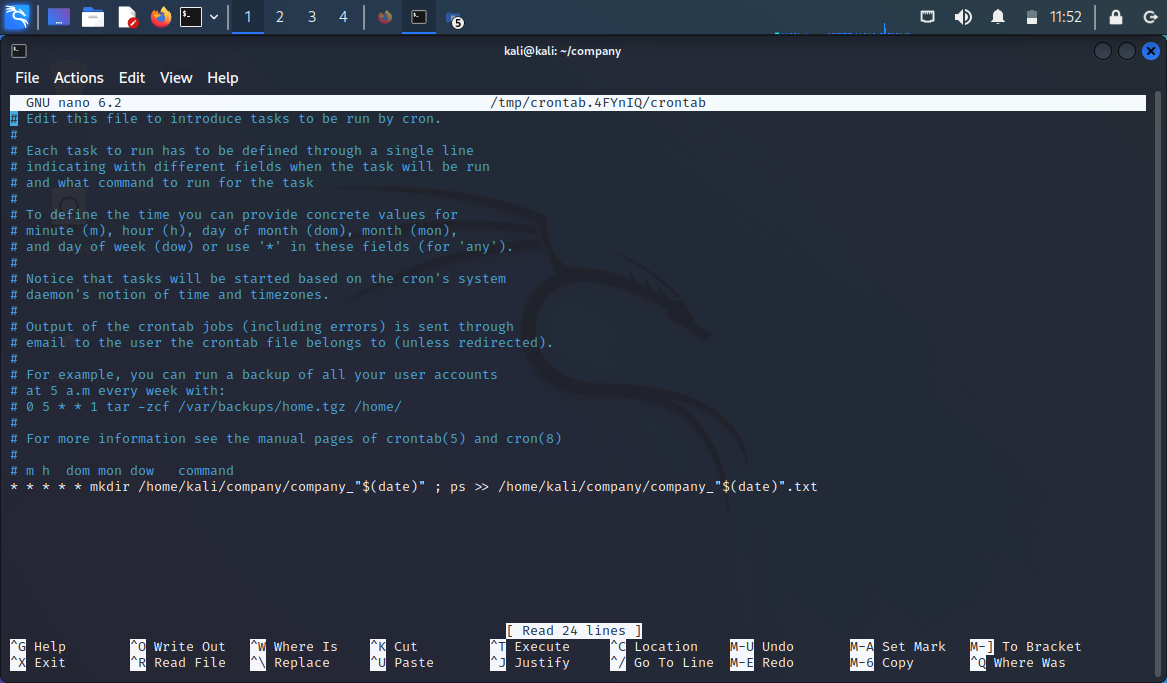 1 2 3 4 5 11:52
kali@kali: ~/company
File Actions Edit View Help
GNU nano 6.2 /tmp/crontab.4FYnIQ/crontab
# Edit this file to introduce tasks to be run by cron.
#
# Each task to run has to be defined through a single line
# indicating with different fields when the task will be run
# and what command to run for the task
#
# To define the time you can provide concrete values for
# minute (m), hour (h), day of month (dom), month (mon),
# and day of week (dow) or use '*' in these fields (for 'any').
#
# Notice that tasks will be started based on the cron's system
# daemon's notion of time and timezones.
#
# Output of the crontab jobs (including errors) is sent through
# email to the user the crontab file belongs to (unless redirected).
#
# For example, you can run a backup of all your user accounts
# at 5 a.m every week with:
# 0 5 * * 1 tar -zcf /var/backups/home.tgz /home/
#
# For more information see the manual pages of crontab(5) and cron(8)
#
# m h  dom mon dow   command
* * * * * mkdir /home/kali/company/company_"$(date)" ; ps >> /home/kali/company/company_"$(date)".txt
[ Read 24 lines ]
^G Help ^O Write Out ^W Where Is ^K Cut ^T Execute ^C Location M-U Undo M-A Set Mark M-] To Bracket
^X Exit ^R Read File ^\ Replace ^U Paste ^J Justify ^/ Go To Line M-E Redo M-6 Copy ^Q Where Was